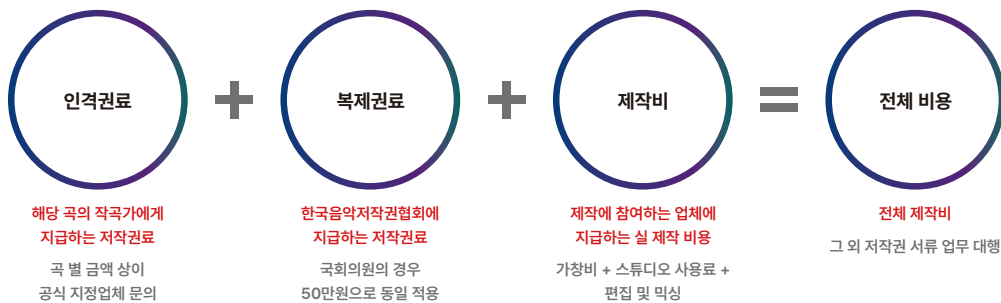 인격권료
+
복제권료
+
제작비
=
전체 비용
해당 곡의 작곡가에게
지급하는 저작권료
곡 별 금액 상이
공식 지정업체 문의
한국음악저작권협회에
지급하는 저작권료
국회의원의 경우
50만원으로 동일 적용
제작에 참여하는 업체에
지급하는 실 제작 비용
가창비 + 스튜디오 사용료 +
편집 및 믹싱
전체 제작비
그 외 저작권 서류 업무 대행